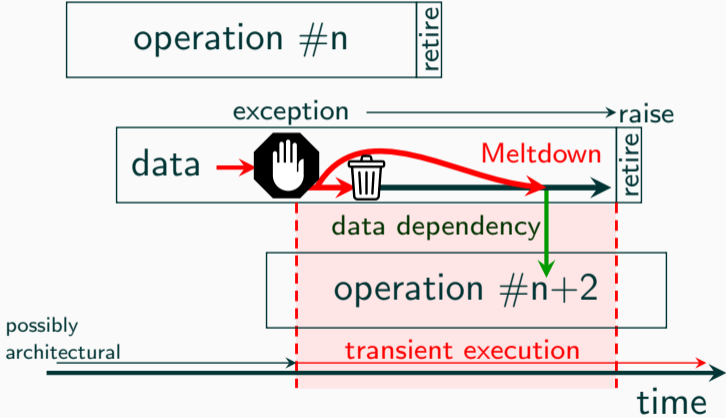 operation #n
retire
exception
raise
data
Meltdown
retire
data dependency
operation #n+2
possibly
architectural
transient execution
time